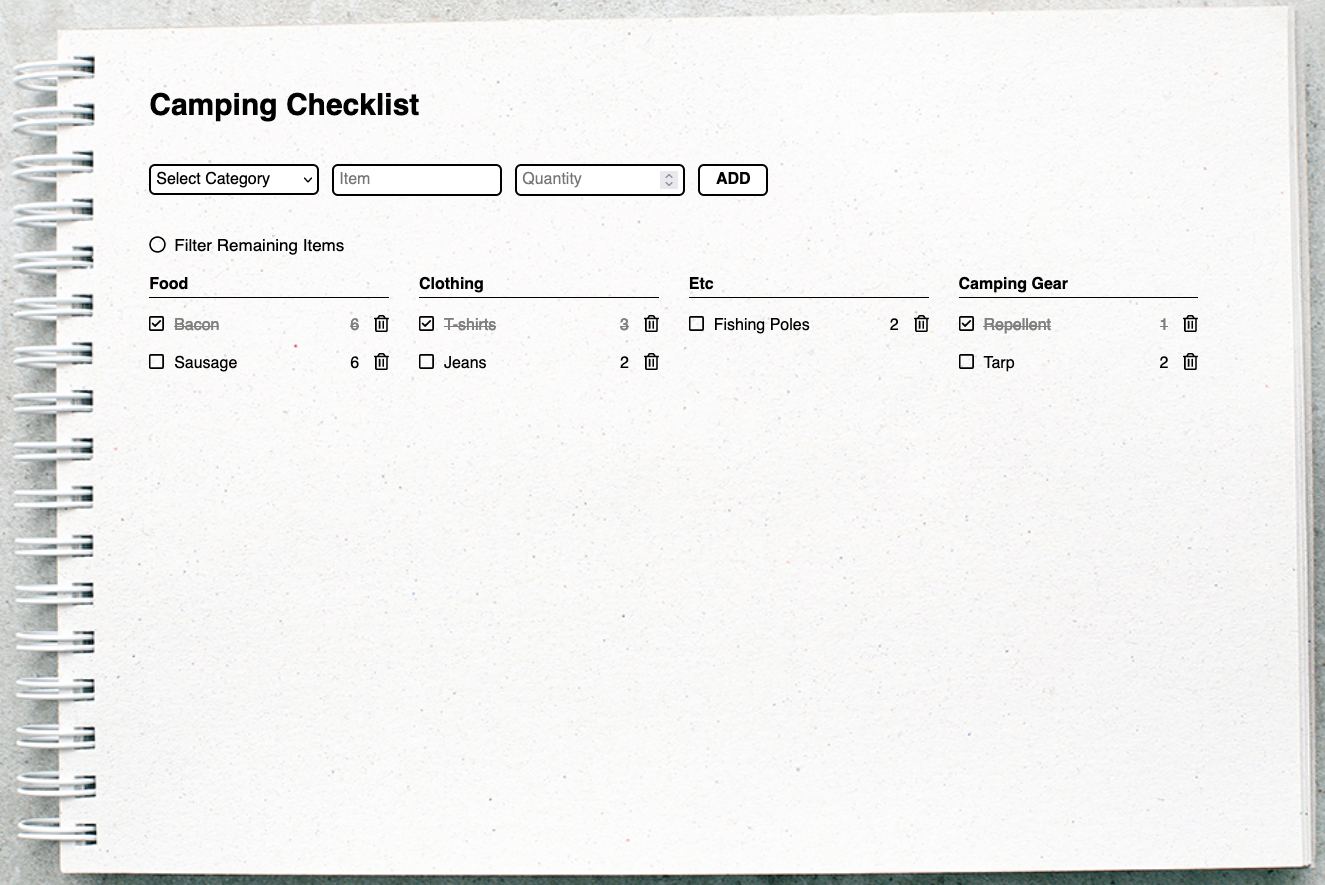 Camping Checklist
Select Category Item Quantity ADD
Filter Remaining Items
Food Clothing Etc Camping Gear
Bacon 6 T-shirts 3 Fishing Poles 2 Repellent 1
Sausage 6 Jeans 2 Tarp 2